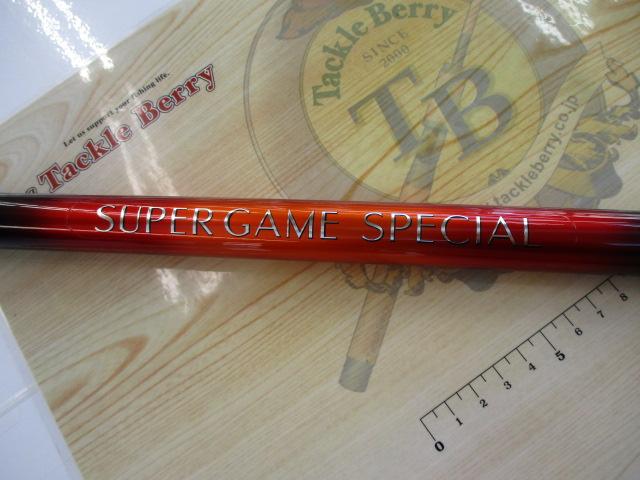 Tackle Berry
SINCE
2000
TB
Let us support your fishing life.
Tackle Berry
tackleberry.co.jp
SUPER GAME SPECIAL
0 1 2 3 4 5 6 7 8